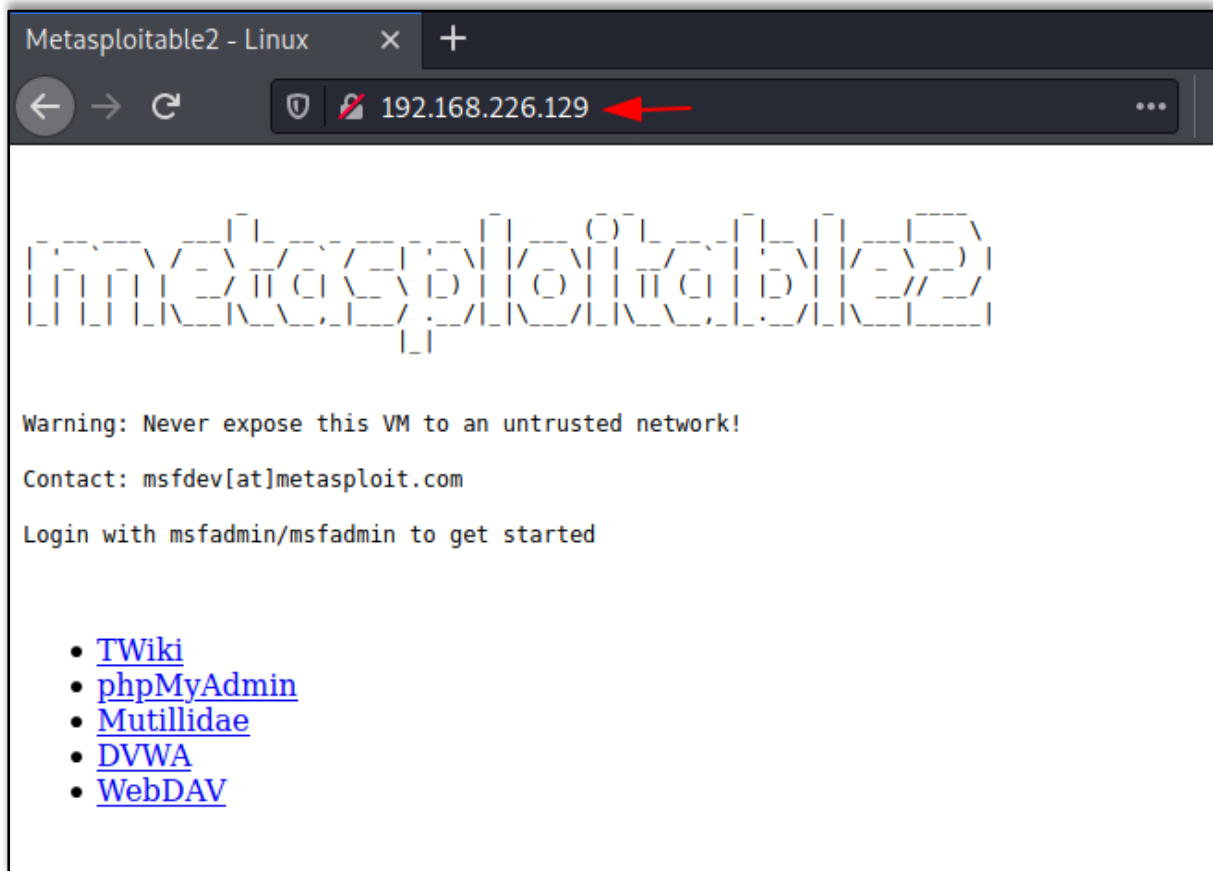 Metasploitable2 - Linux
192.168.226.129
metasploitable2
Warning: Never expose this VM to an untrusted network!
Contact: msfdev[at]metasploit.com
Login with msfadmin/msfadmin to get started
TWiki
phpMyAdmin
Mutillidae
DVWA
WebDAV